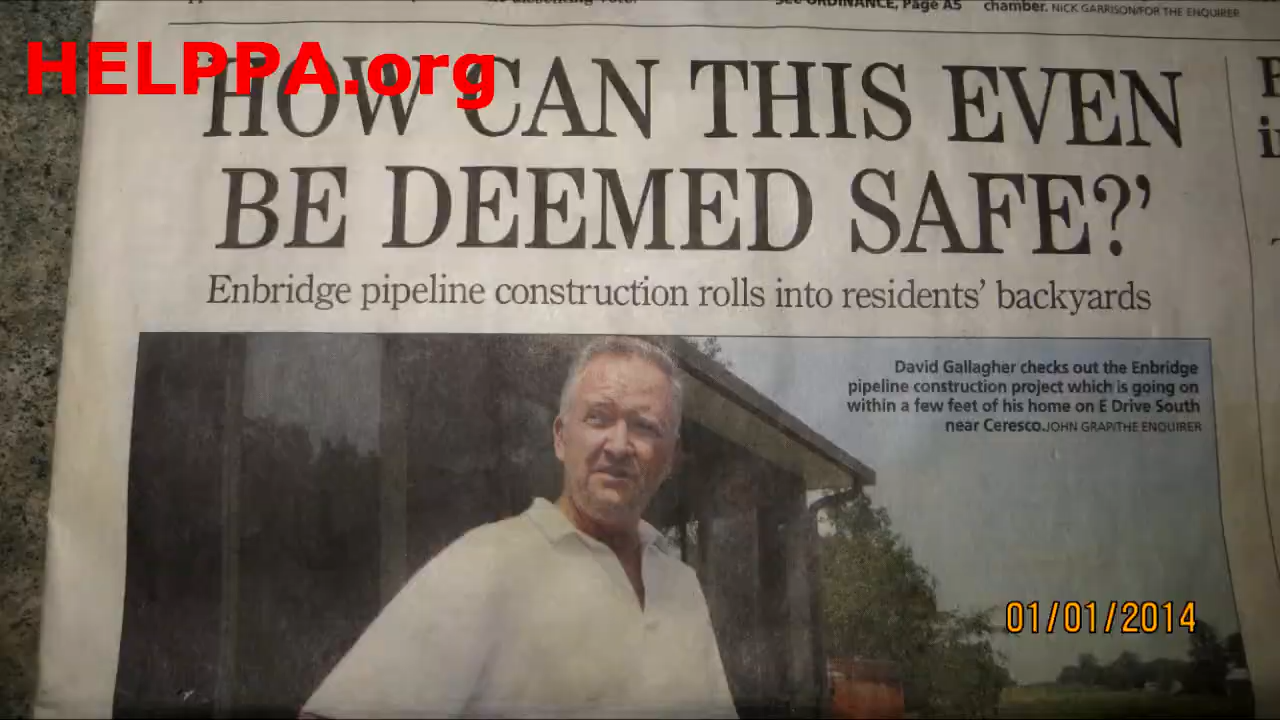 See ORDINANCE, Page A5
chamber. NICK GARRISON/FOR THE ENQUIRER
HELPPA.org
'HOW CAN THIS EVEN
BE DEEMED SAFE?'
Enbridge pipeline construction rolls into residents' backyards
David Gallagher checks out the Enbridge
pipeline construction project which is going on
within a few feet of his home on E Drive South
near Ceresco. JOHN GRAP/THE ENQUIRER
01/01/2014